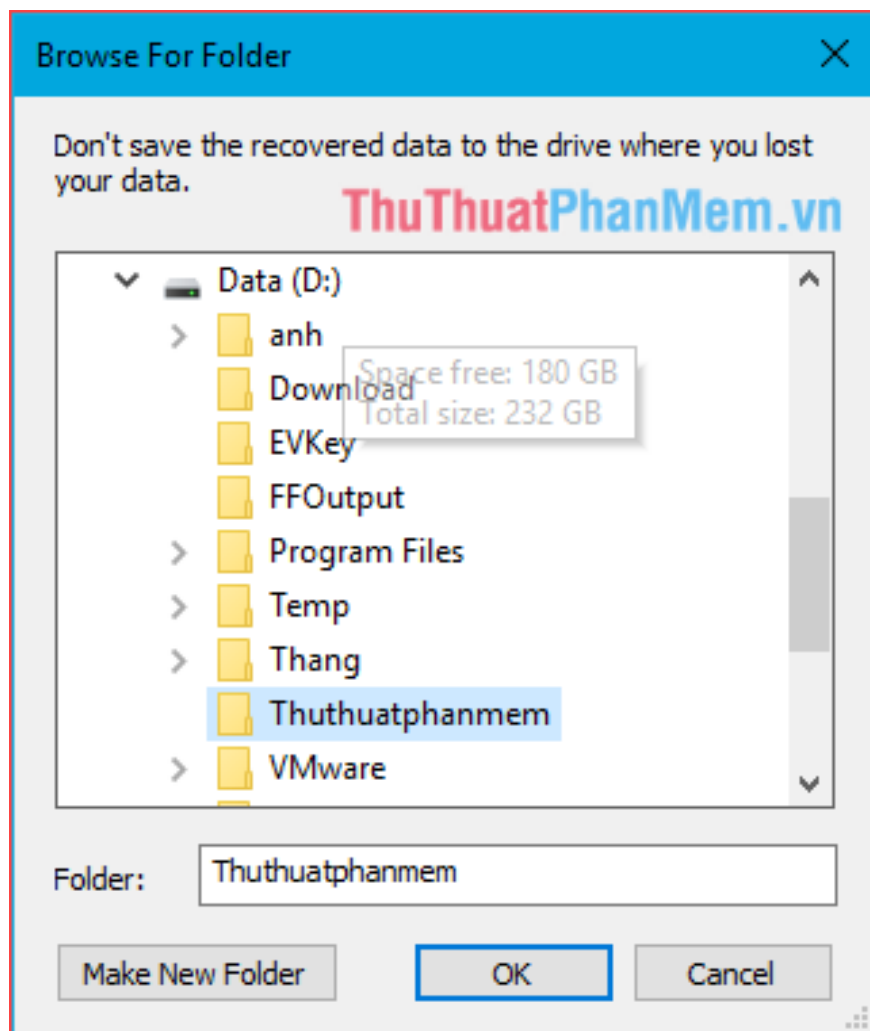 Browse For Folder
Don't save the recovered data to the drive where you lost
your data.
ThuThuatPhanMem.vn
Data (D:)
anh
Space free: 180 GB
Download
Total size: 232 GB
EVKey
FFOutput
Program Files
Temp
Thang
Thuthuatphanmem
VMware
Folder: Thuthuatphanmem
Make New Folder OK Cancel